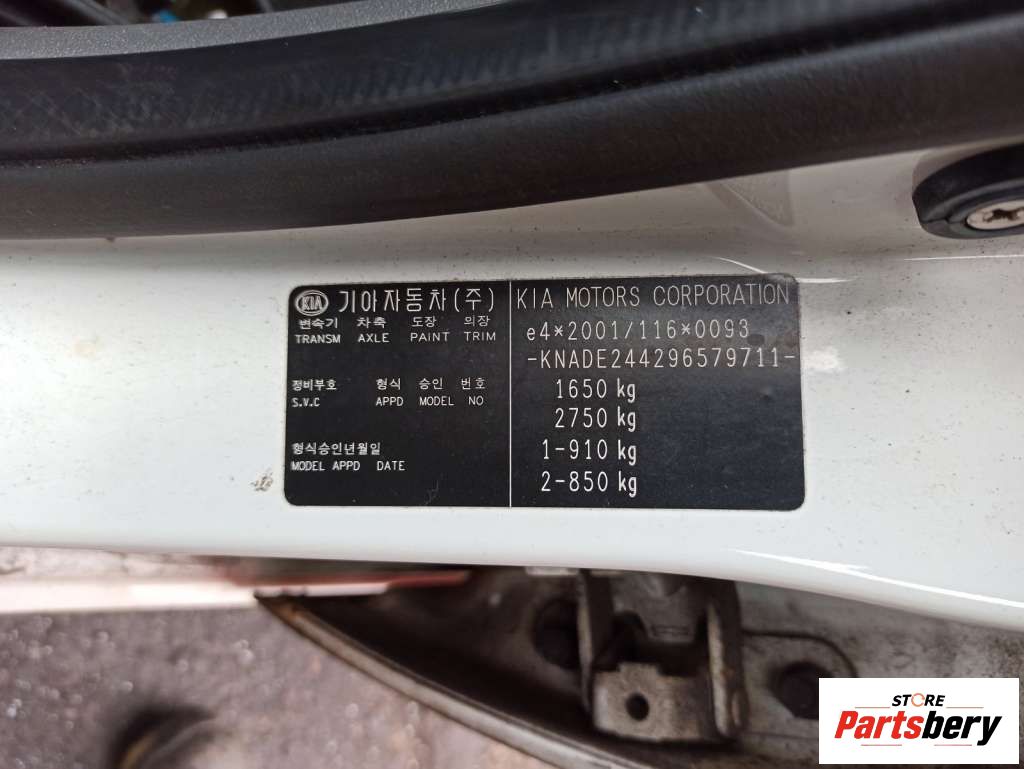 KIA 기아자동차(주)
변속기 차축 도장 의장
TRANSM AXLE PAINT TRIM
정비부호 형식 승인 번호
S.V.C APPD MODEL NO
형식승인년월일
MODEL APPD DATE
KIA MOTORS CORPORATION
e4*2001/116*0093
-KNADE244296579711-
1650 kg
2750 kg
1-910 kg
2-850 kg
STORE
Partsbery